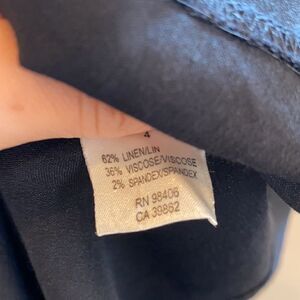 4
62% LINEN/LIN
36% VISCOSE/VISCOSE
2% SPANDEX/SPANDEX
RN 98406
CA 39862